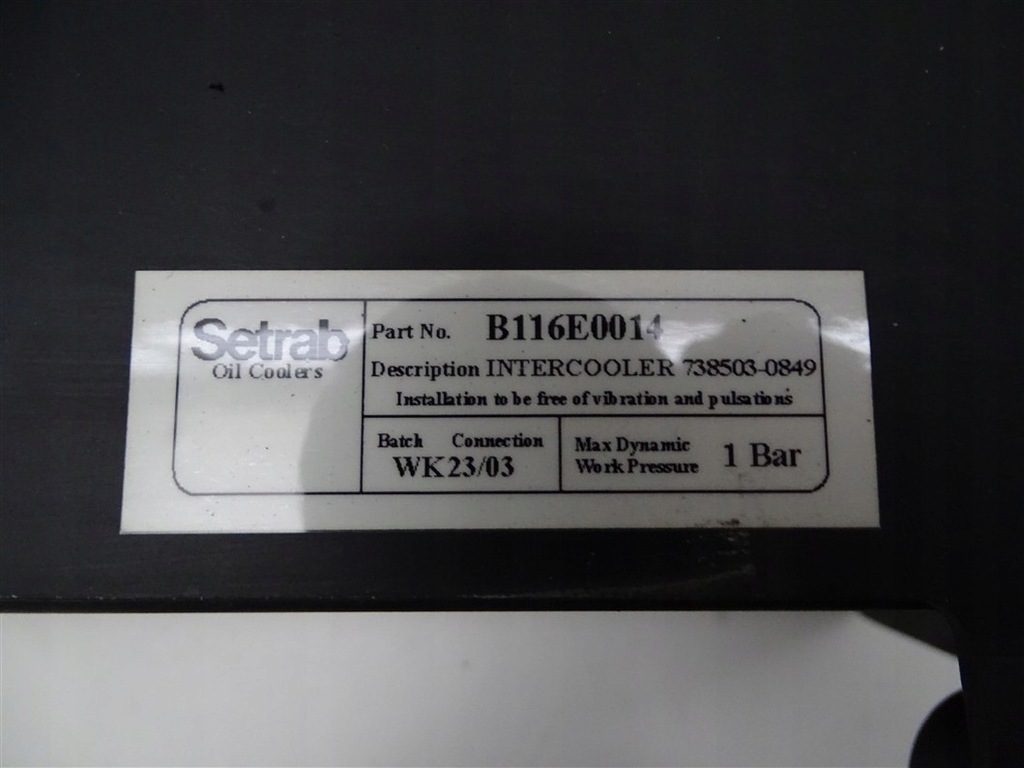 Setrab
Oil Coolers
Part No. B116E0014
Description INTERCOOLER 738503-0849
Installation to be free of vibration and pulsations
Batch Connection
WK23/03
Max Dynamic
Work Pressure 1 Bar